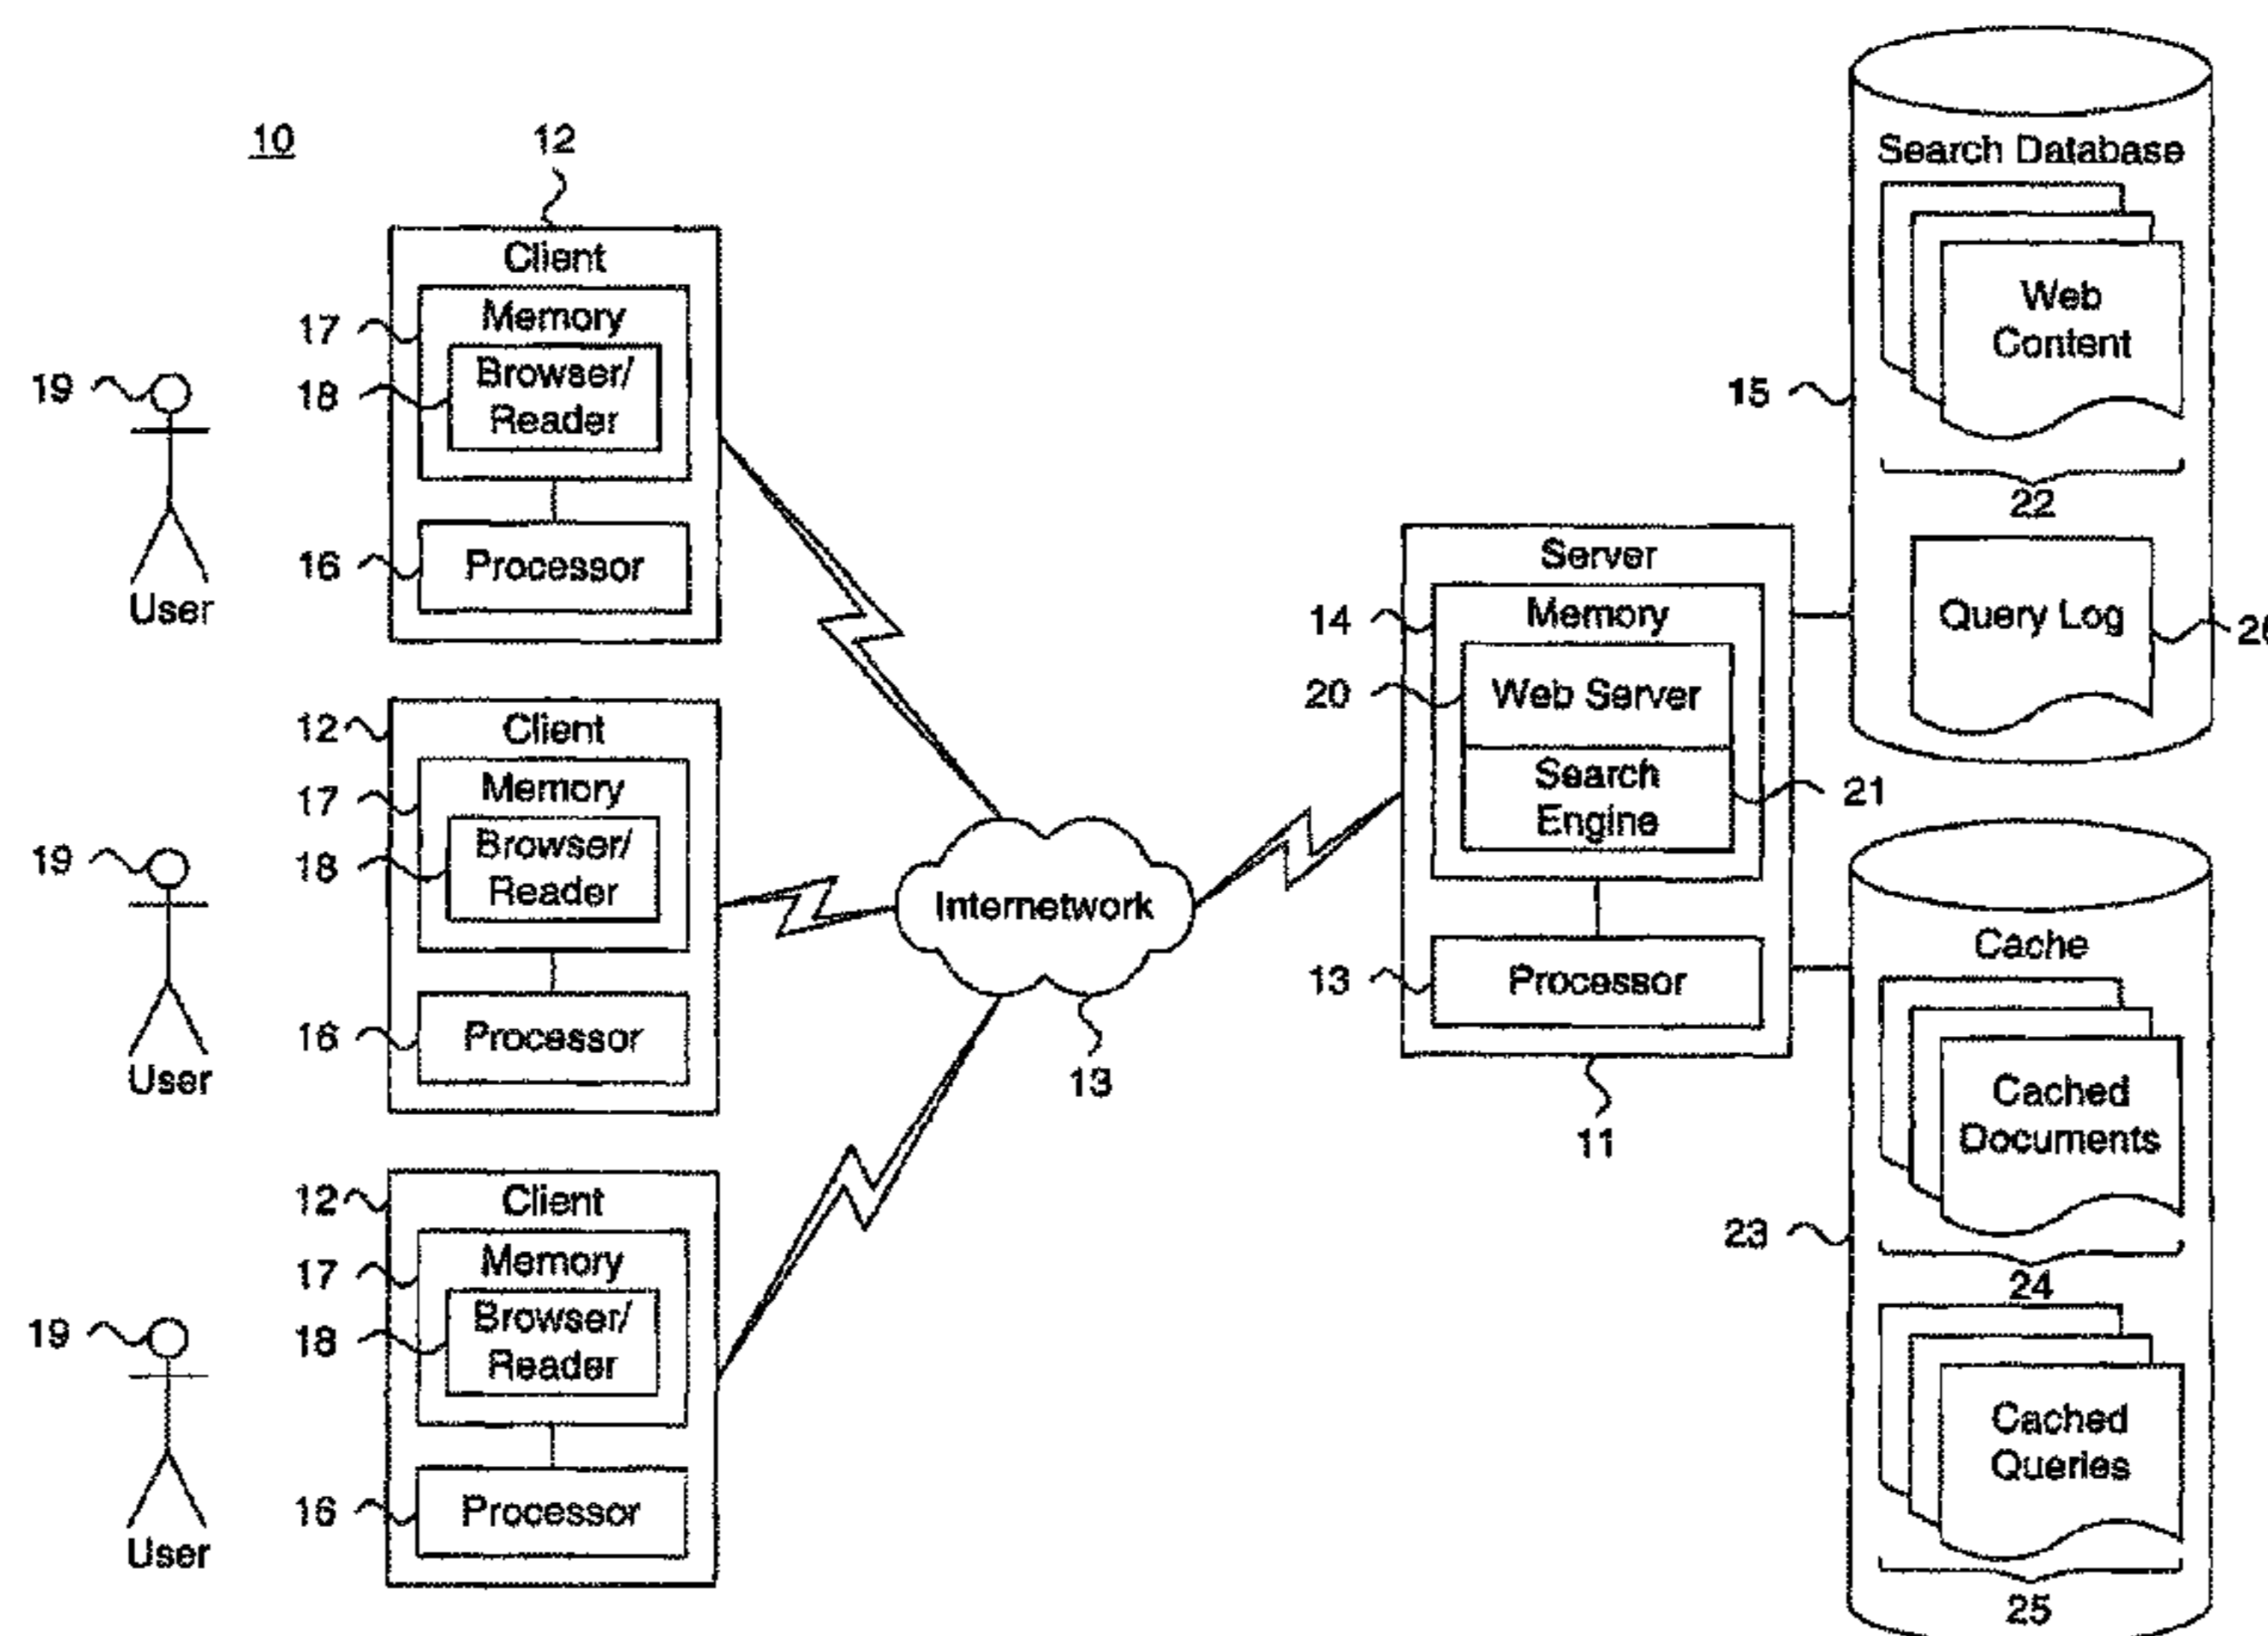 10
12
Client
17
Memory
18
Browser/
Reader
16
Processor
19
User
12
Client
17
Memory
18
Browser/
Reader
16
Processor
19
User
12
Client
17
Memory
18
Browser/
Reader
16
Processor
19
User
Internetwork
13
Server
14
Memory
20
Web Server
Search
Engine
21
13
Processor
11
Search Database
15
Web
Content
22
Query Log
Cache
23
Cached
Documents
24
Cached
Queries
25